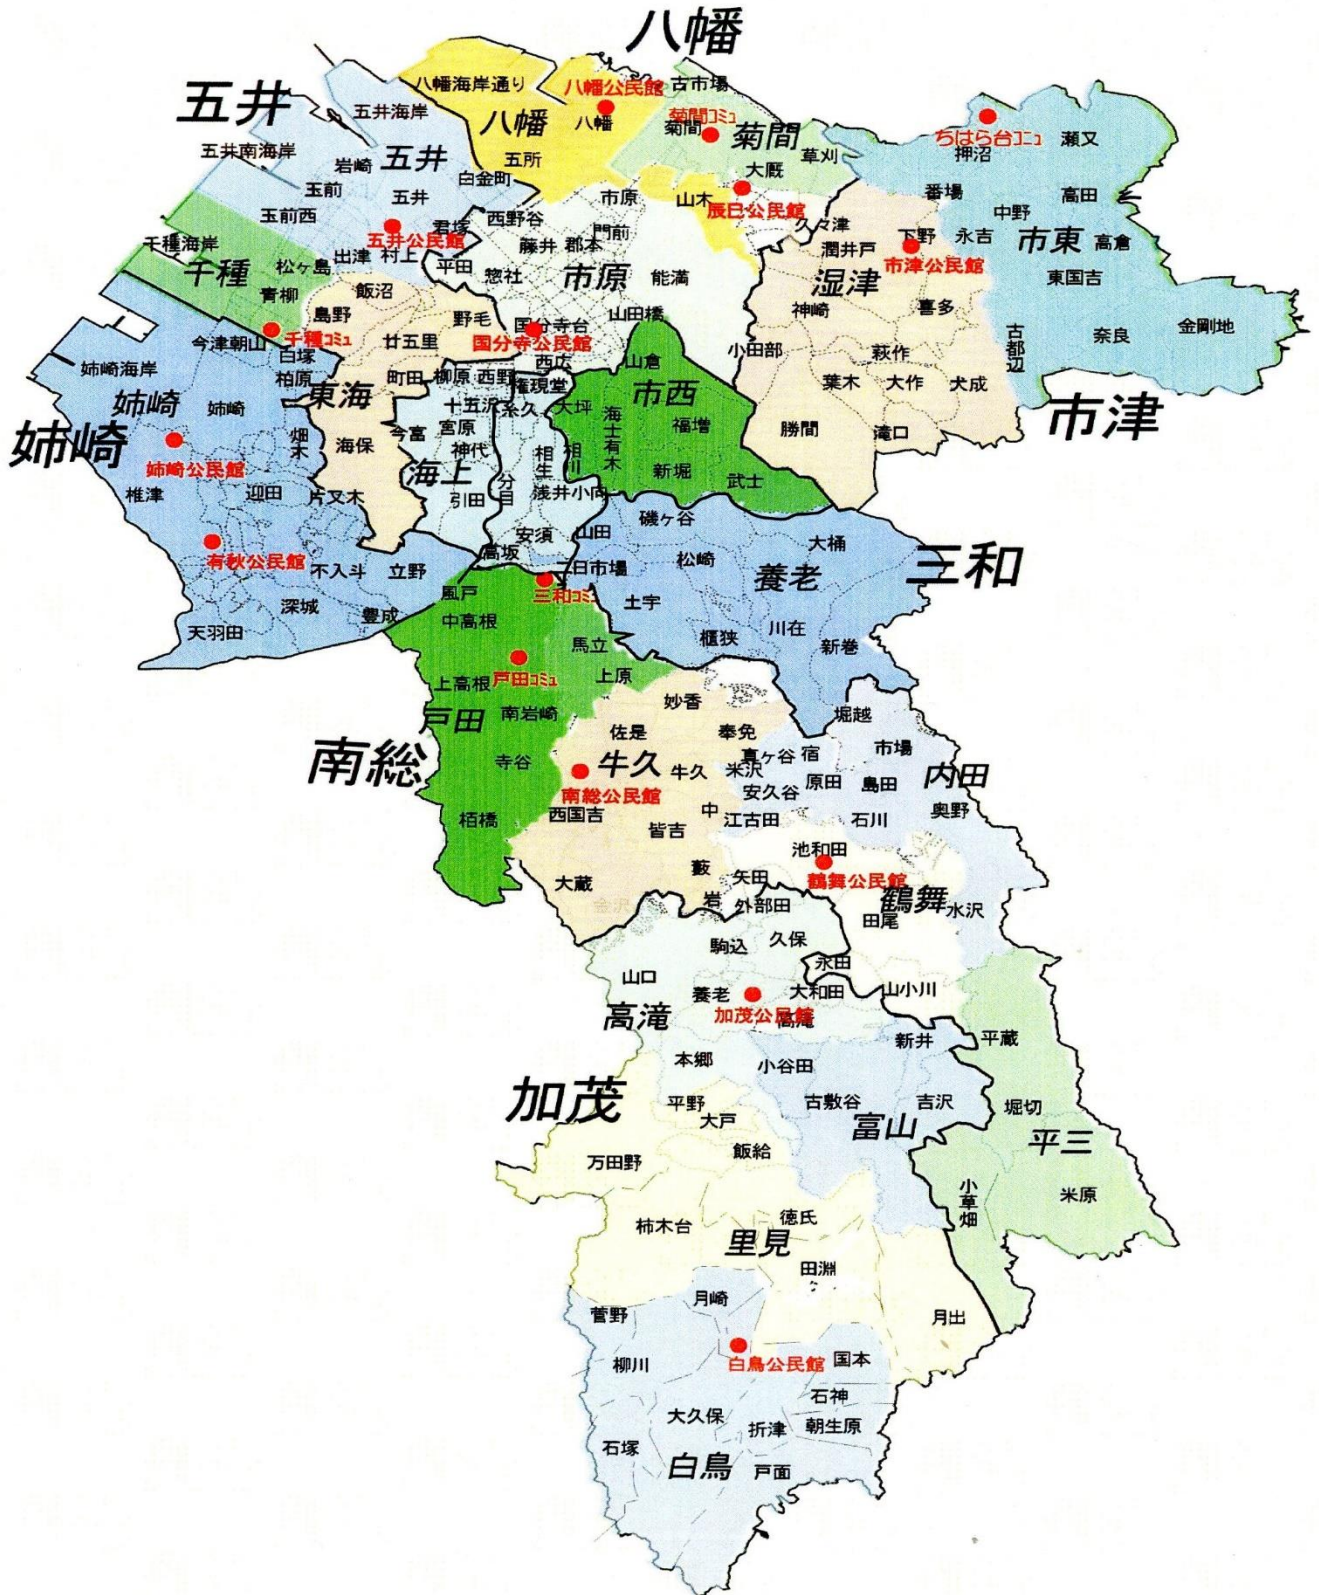 八幡
五井
八幡海岸通り
八幡公民館
古市場
五井海岸
八幡
八幡
菊間コミュ
菊間
菊間
ちはら台コミュ
瀬又
押沼
五井南海岸
岩崎
五井
五所
大厩
草刈
白金町
玉前
五井
市原
山木
辰巳公民館
番場
高田
玉前西
五井公民館
君塚
西野谷
門前
久々津
下野
中野
千種海岸
出津
村上
藤井
郡本
潤井戸
市津公民館
永吉
市東
高倉
千種
松ヶ島
平田
惣社
市原
能満
湿津
東国吉
青柳
飯沼
神崎
喜多
島野
野毛
国分寺台
山田橋
古都辺
金剛地
千種コミュ
今津朝山
廿五里
国分寺公民館
小田部
萩作
奈良
白塚
姉崎海岸
柏原
町田
柳原
西野
西広
山倉
葉木
大作
犬成
東海
権現堂
市西
市津
姉崎
姉崎
十五沢
糸久
大坪
海士有木
福増
姉崎
畑木
海保
今富
宮原
神代
勝間
滝口
姉崎公民館
海上
相生
相川
新堀
武士
椎津
迎田
片又木
引田
分目
浅井小向
磯ヶ谷
有秋公民館
安須
山田
大桶
三和
不入斗
立野
高坂
二日市場
松崎
養老
深城
風戸
三和コミュ
土宇
天羽田
豊成
中高根
馬立
櫃狭
川在
新巻
戸田コミュ
上高根
上原
戸田
南岩崎
妙香
堀越
南総
佐是
奉免
寺谷
牛久
牛久
米沢
真ヶ谷
宿
市場
内田
南総公民館
安久谷
原田
島田
奥野
栢橋
西国吉
皆吉
中
江古田
石川
池和田
大蔵
藪
矢田
鶴舞公民館
金沢
岩
外部田
鶴舞
水沢
田尾
駒込
久保
山口
永田
養老
大和田
山小川
高滝
加茂公民館
高滝
新井
平蔵
本郷
小谷田
加茂
平野
古敷谷
吉沢
堀切
大戸
富山
平三
万田野
飯給
小草畑
米原
柿木台
徳氏
里見
田淵
月崎
菅野
月出
柳川
白鳥公民館
国本
石神
大久保
折津
朝生原
石塚
白鳥
戸面